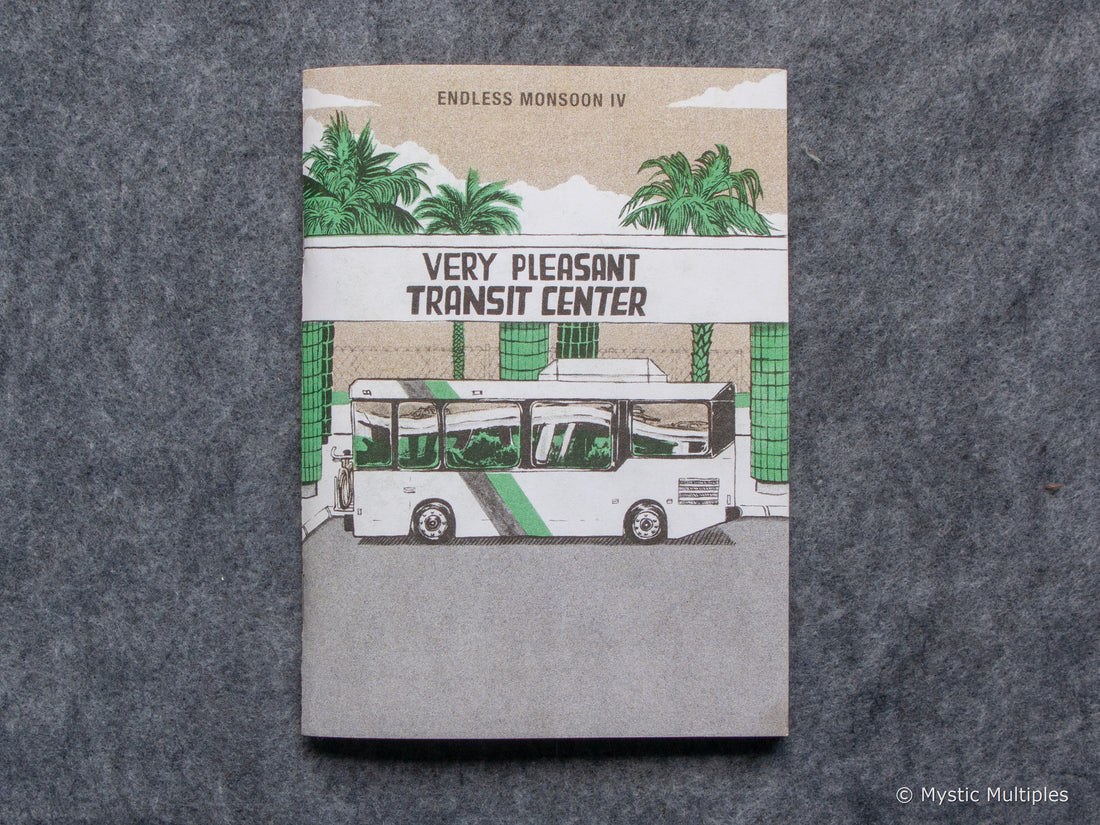 ENDLESS MONSOON IV
VERY PLEASANT
TRANSIT CENTER
© Mystic Multiples